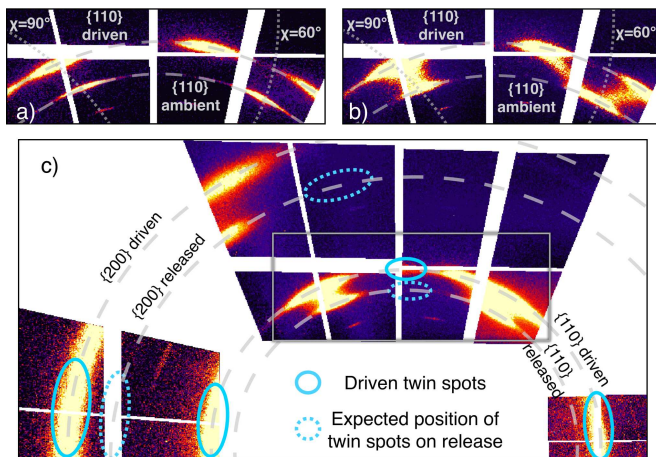 χ=90°
{110}
driven
χ=60°
{110}
ambient
a)
χ=90°
{110}
driven
χ=60°
{110}
ambient
b)
c)
{200} driven
{200} released
{110} driven
{110}
released
Driven twin spots
Expected position of
twin spots on release